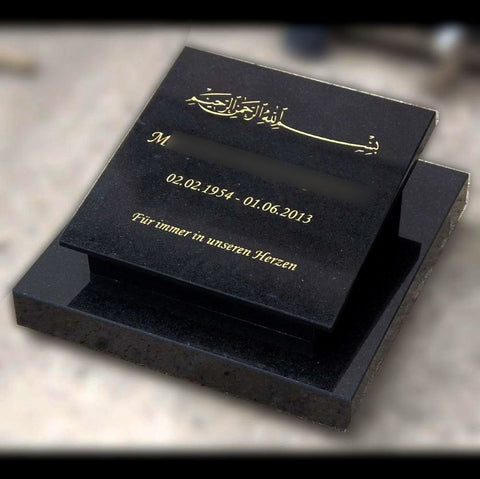 بسم الله الرحمن الرحيم
M
02.02.1954 - 01.06.2013
Für immer in unseren Herzen